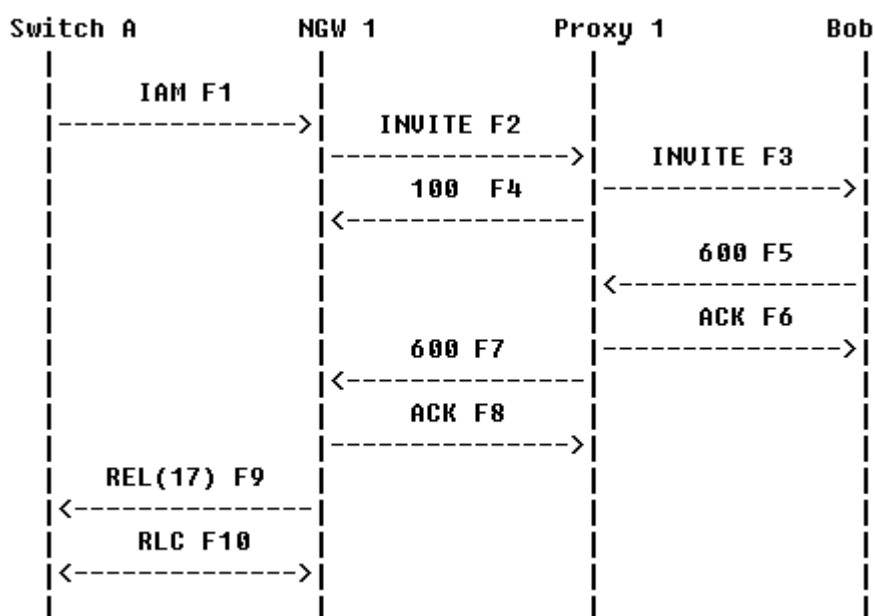 Switch A NGW 1 Proxy 1 Bob
IAM F1
INVITE F2
INVITE F3
100 F4
600 F5
ACK F6
600 F7
ACK F8
REL(17) F9
RLC F10